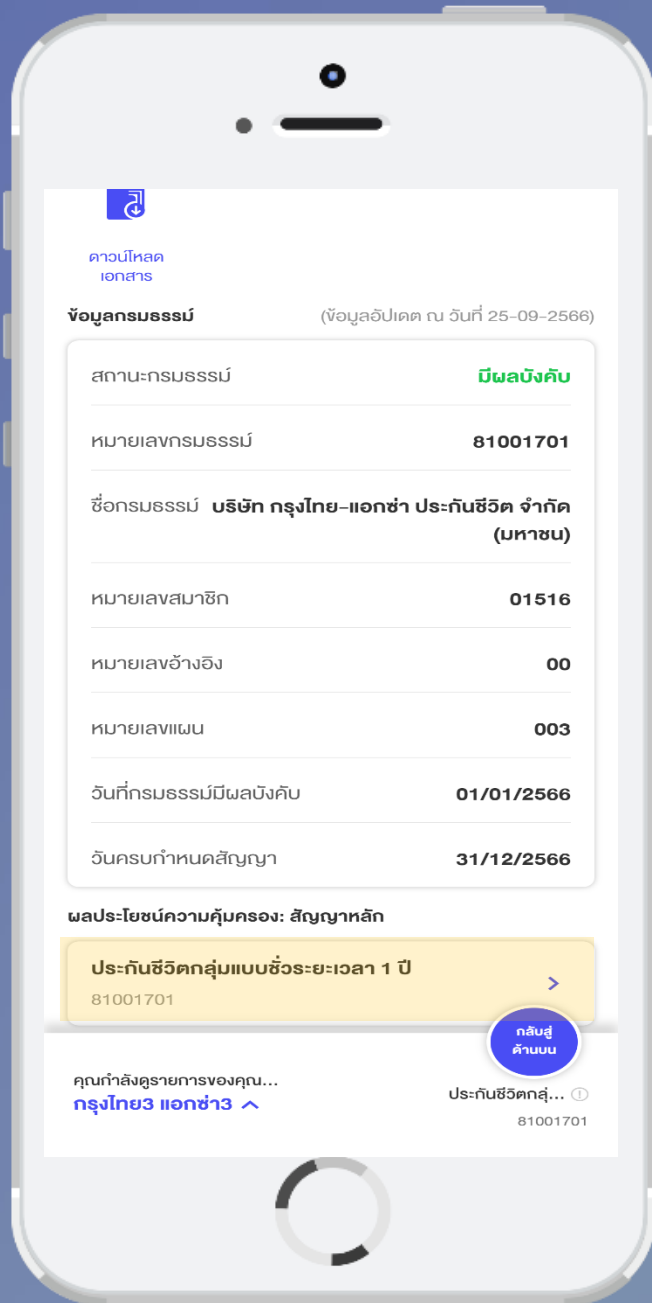 ดาวน์โหลด
เอกสาร
ข้อมูลกรมธรรม์ (ข้อมูลอัปเดต ณ วันที่ 25-09-2566)
สถานะกรมธรรม์ มีผลบังคับ
หมายเลขกรมธรรม์ 81001701
ชื่อกรมธรรม์ บริษัท กรุงไทย-แอกซ่า ประกันชีวิต จำกัด
(มหาชน)
หมายเลขสมาชิก 01516
หมายเลขอ้างอิง 00
หมายเลขแผน 003
วันที่กรมธรรม์มีผลบังคับ 01/01/2566
วันครบกำหนดสัญญา 31/12/2566
ผลประโยชน์ความคุ้มครอง: สัญญาหลัก
ประกันชีวิตกลุ่มแบบชั่วระยะเวลา 1 ปี
81001701
กลับสู่
ด้านบน
คุณกำลังดูรายการของคุณ...
กรุงไทย3 แอกซ่า3
ประกันชีวิตกลุ่...
81001701